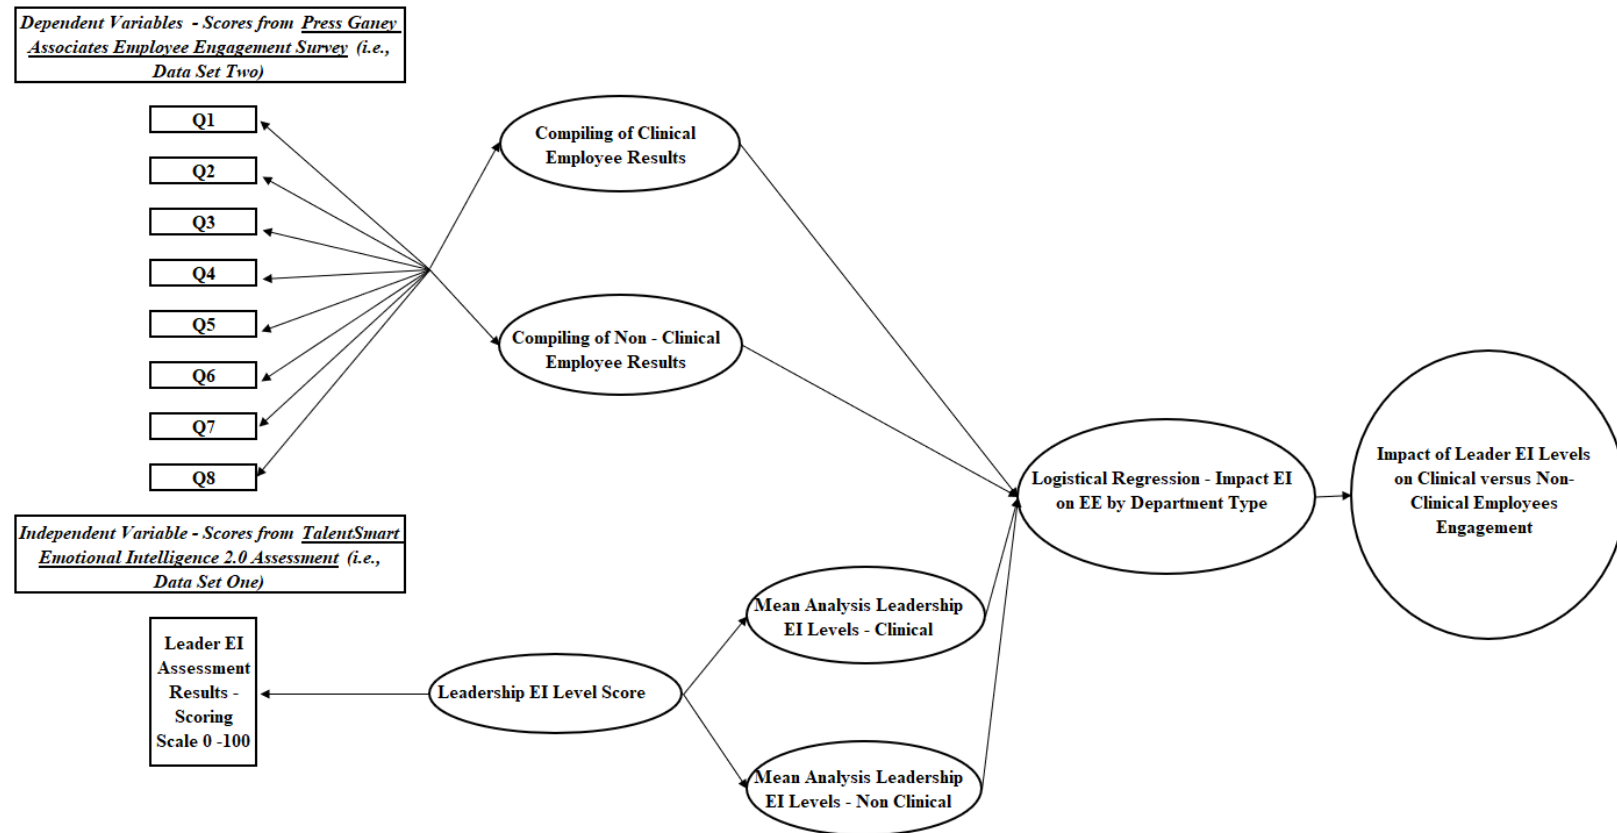 Dependent Variables - Scores from Press Ganey
Associates Employee Engagement Survey (i.e.,
Data Set Two)
Q1
Q2
Q3
Q4
Q5
Q6
Q7
Q8
Compiling of Clinical
Employee Results
Compiling of Non - Clinical
Employee Results
Independent Variable - Scores from TalentSmart
Emotional Intelligence 2.0 Assessment (i.e.,
Data Set One)
Leader EI
Assessment
Results -
Scoring
Scale 0 -100
Leadership EI Level Score
Mean Analysis Leadership
EI Levels - Clinical
Mean Analysis Leadership
EI Levels - Non Clinical
Logistical Regression - Impact EI
on EE by Department Type
Impact of Leader EI Levels
on Clinical versus Non-
Clinical Employees
Engagement